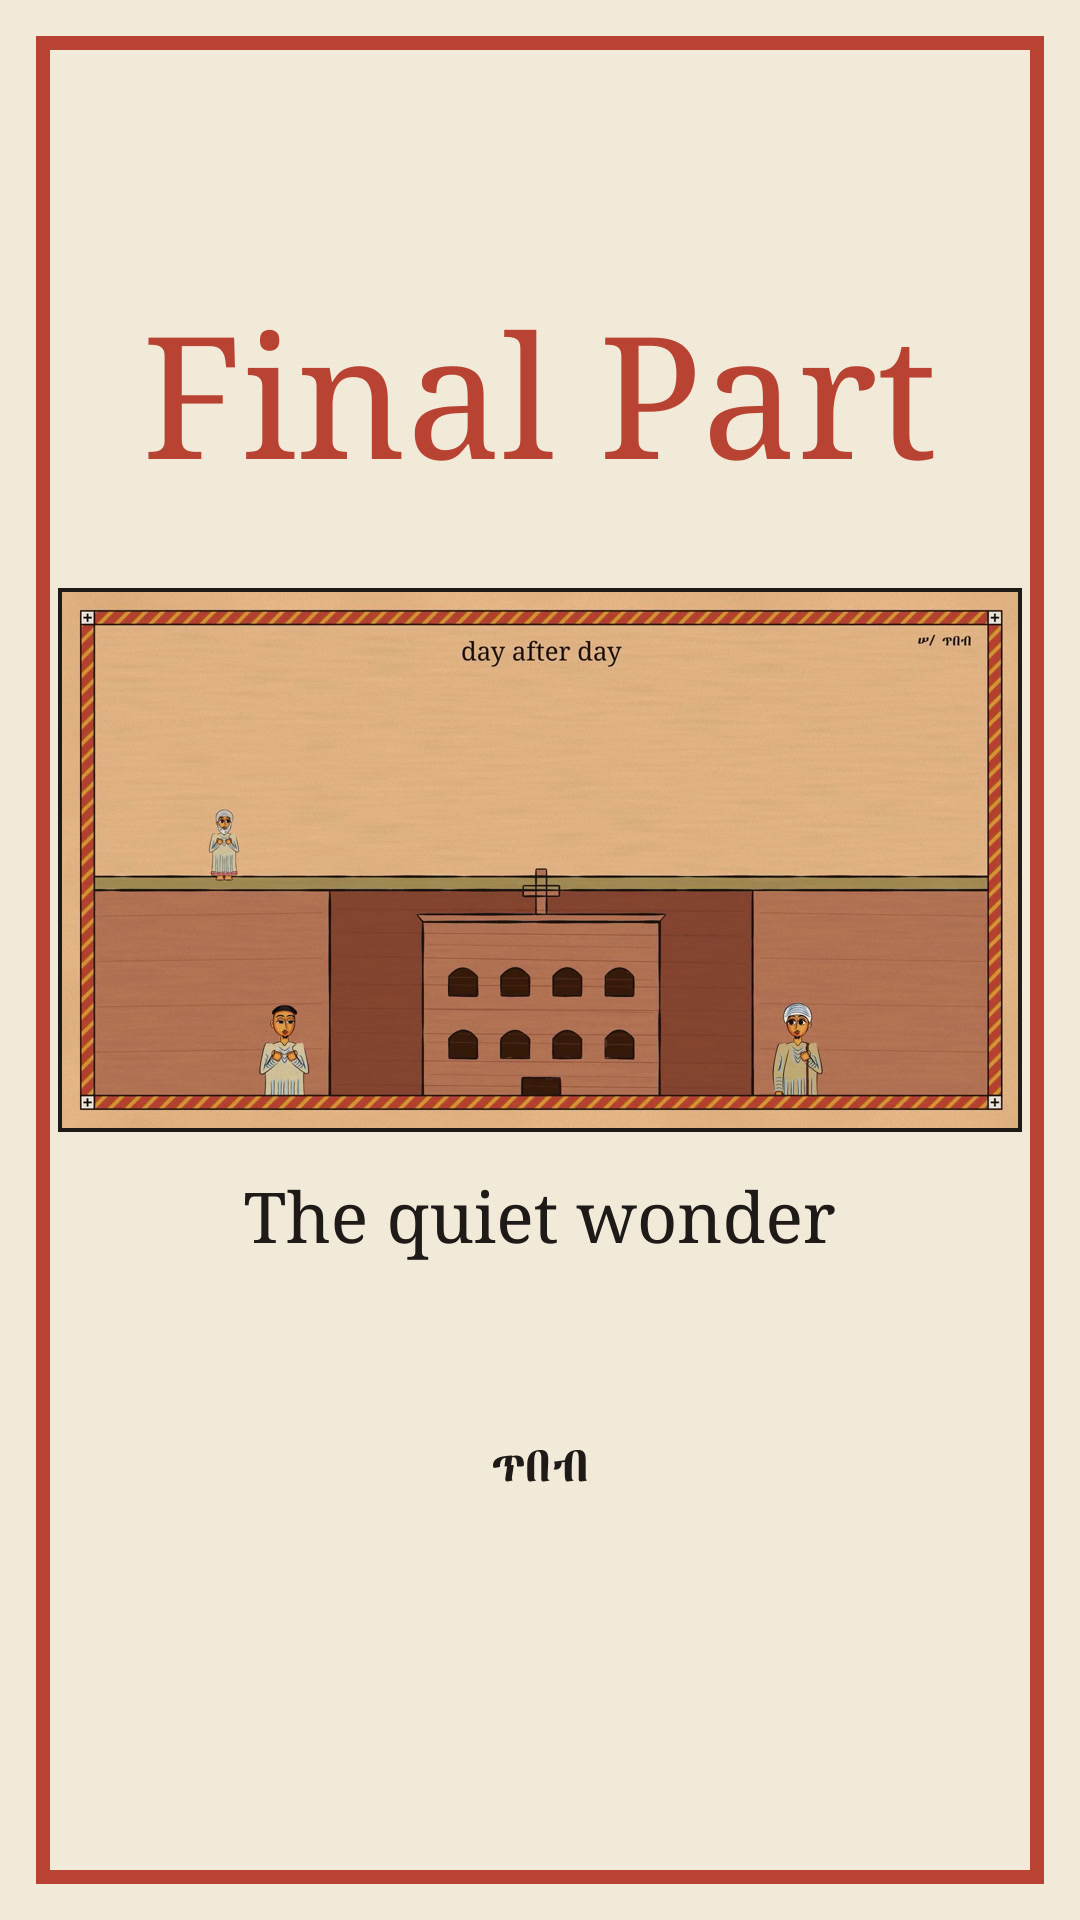 Final Part
day after day
ሠ/ ጥበብ
The quiet wonder
ጥበብ